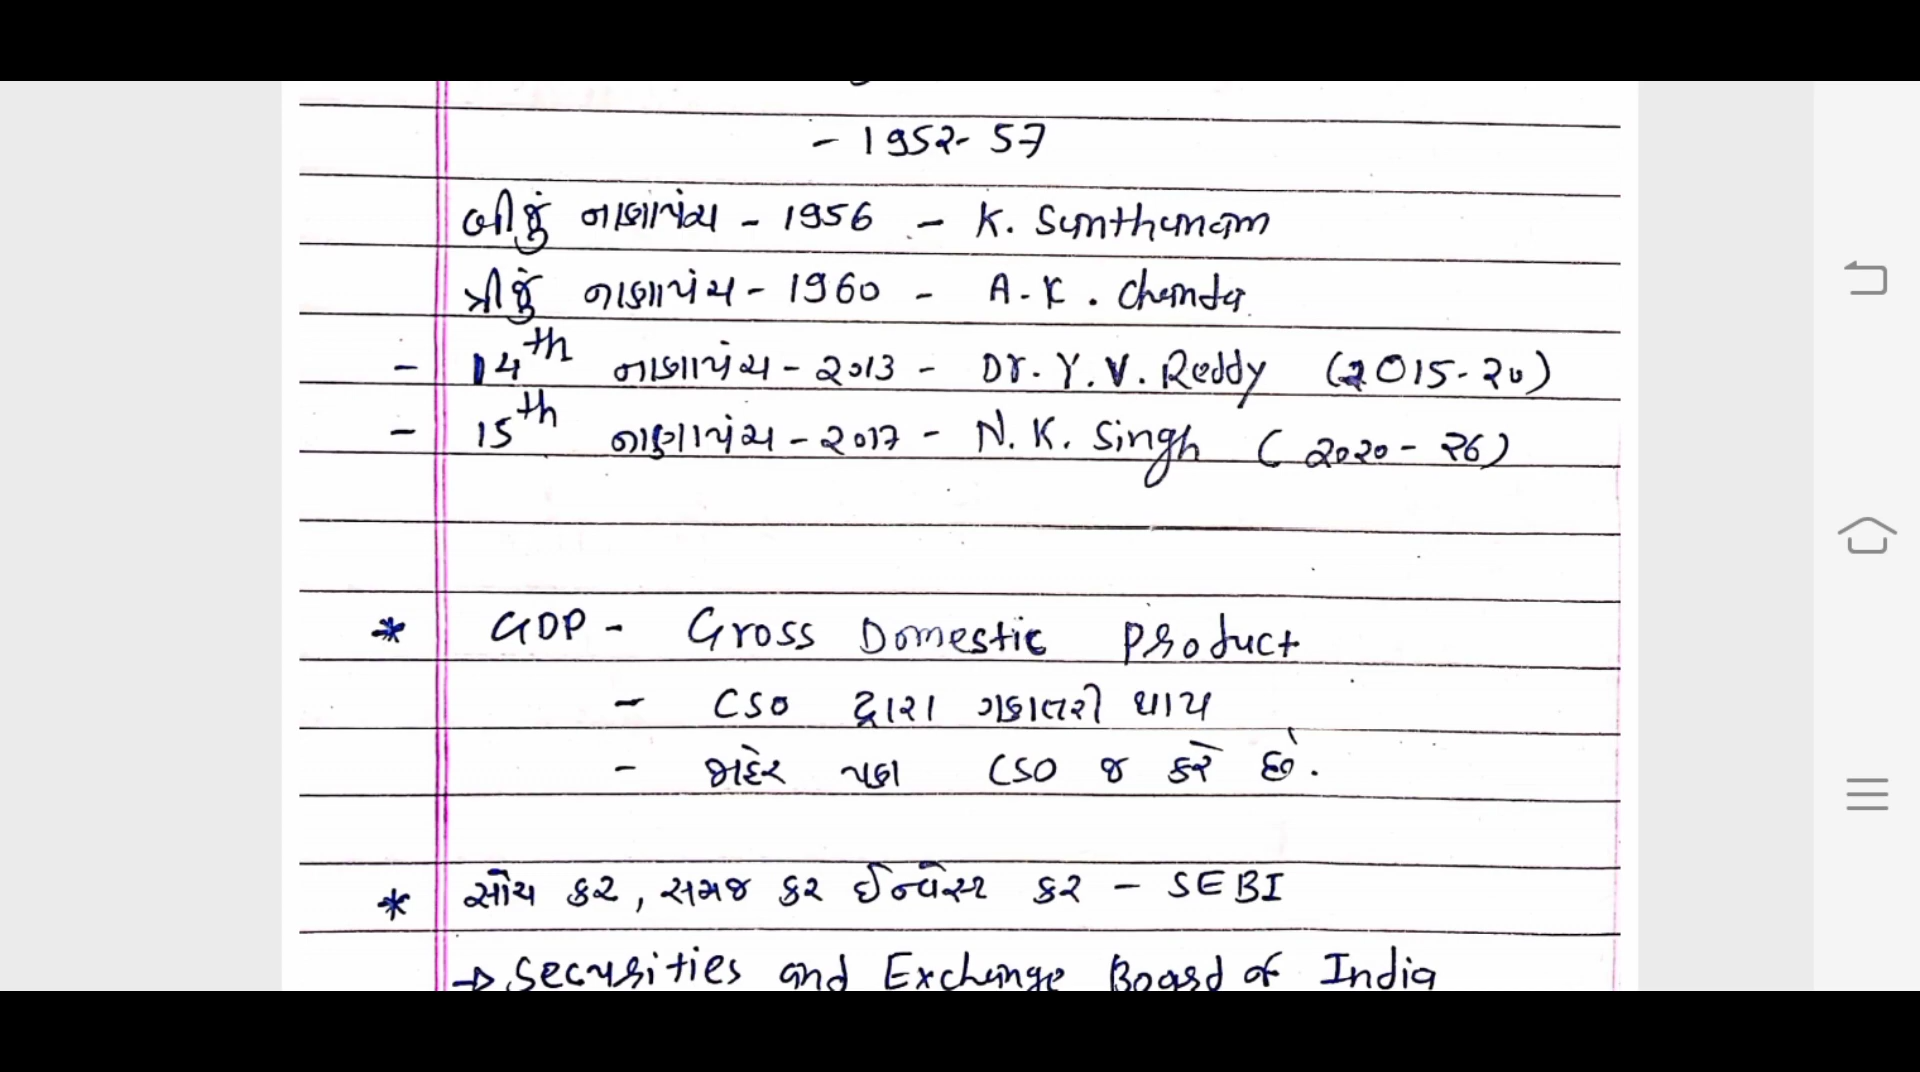 - 1952-57
બીજું નાણાપંચ - 1956 - K. Santhanam
ત્રીજું નાણાપંચ - 1960 - A.K. Chanda
- 14th નાણાપંચ - 2013 - Dr. Y. V. Reddy (2015-20)
- 15th નાણાપંચ - 2017 - N. K. Singh (2020-26)
* GDP - Gross Domestic Product
- CSO દ્વારા ગણતરી થાય
- જાહેર પણ CSO જ કરે છે.
* સોચ કર, સમજ કર ઈન્વેસ્ટ કર - SEBI
→ Securities and Exchange Board of India